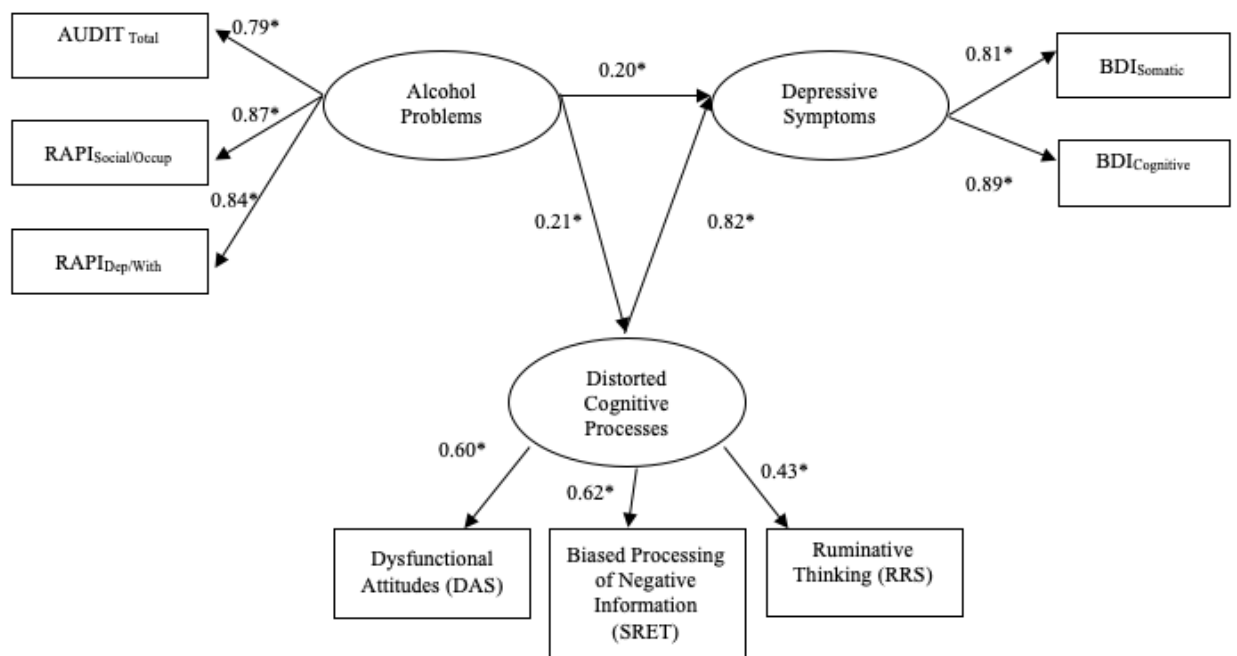 AUDIT Total
0.79*
RAPISocial/Occup
0.87*
RAPIDep/With
0.84*
Alcohol
Problems
0.20*
Depressive
Symptoms
0.81*
BDISomatic
0.89*
BDICognitive
0.21*
0.82*
Distorted
Cognitive
Processes
0.60*
0.62*
0.43*
Dysfunctional
Attitudes (DAS)
Biased Processing
of Negative
Information
(SRET)
Ruminative
Thinking (RRS)